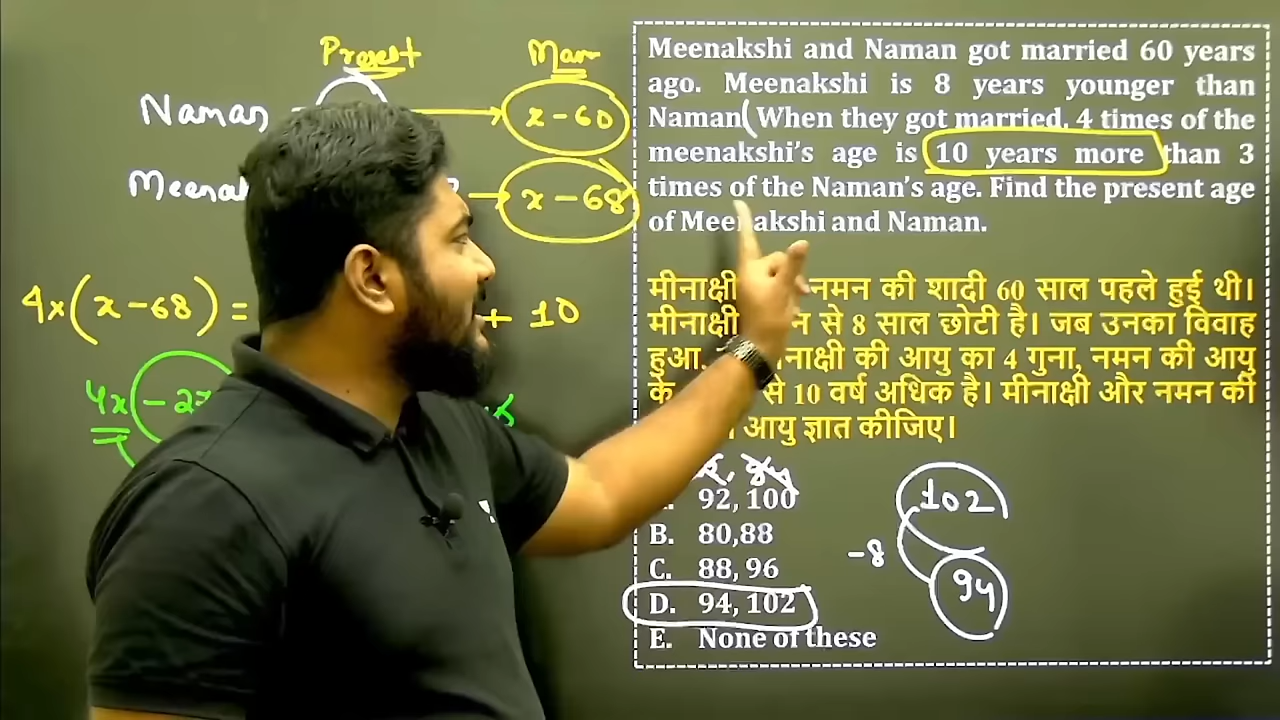 Present
Marr
Naman
x-60
Meenak
x-68
4x(x-68) =
+ 10
4x
Meenakshi and Naman got married 60 years
ago. Meenakshi is 8 years younger than
Naman(When they got married, 4 times of the
meenakshi's age is 10 years more than 3
times of the Naman's age. Find the present age
of Meenakshi and Naman.
मीनाक्षी नमन की शादी 60 साल पहले हुई थी।
मीनाक्षी से 8 साल छोटी है। जब उनका विवाह
हुआ, की आयु का 4 गुना, नमन की आयु
के से 10 वर्ष अधिक है। मीनाक्षी और नमन की
आयु ज्ञात कीजिए।
92, 100
B. 80,88
C. 88, 96
D. 94, 102
E. None of these
102
-8
94